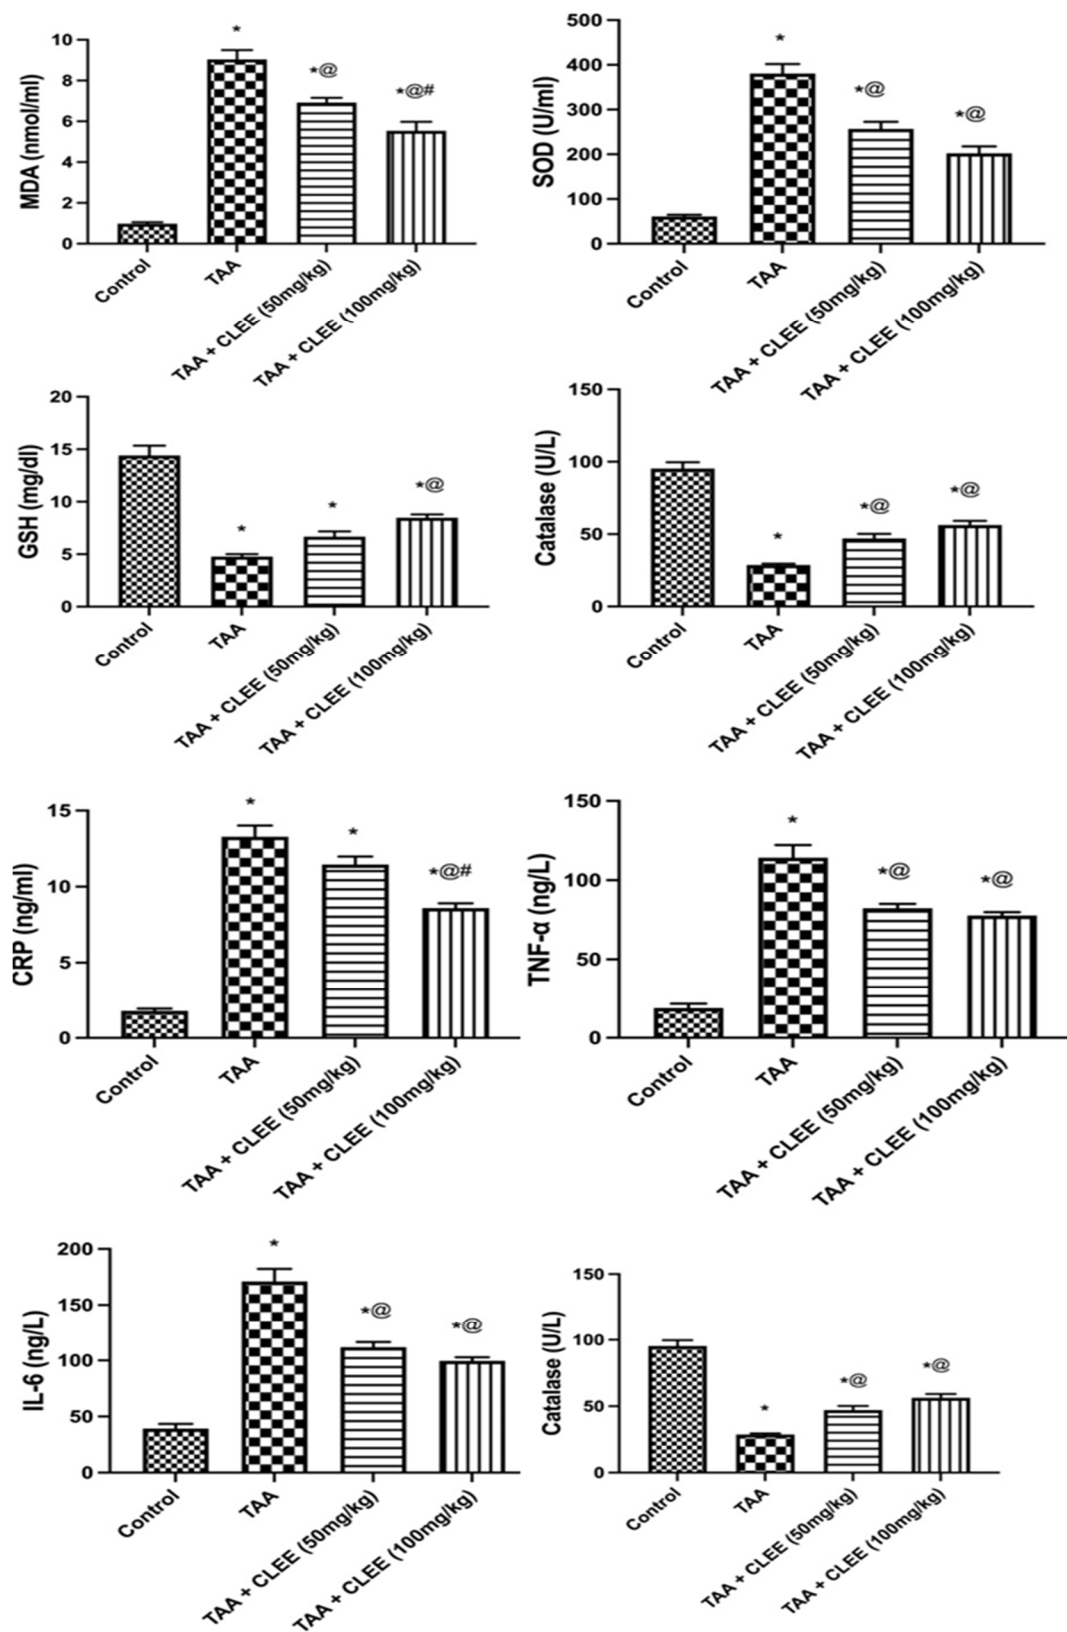 MDA (nmol/ml)
10
8
6
4
2
0
*
*@
*@#
Control
TAA
TAA + CLEE (50mg/kg)
TAA + CLEE (100mg/kg)
SOD (U/ml)
500
400
300
200
100
0
*
*@
*@
Control
TAA
TAA + CLEE (50mg/kg)
TAA + CLEE (100mg/kg)
GSH (mg/dl)
20
15
10
5
0
*
*
*@
Control
TAA
TAA + CLEE (50mg/kg)
TAA + CLEE (100mg/kg)
Catalase (U/L)
150
100
50
0
*
*@
*@
Control
TAA
TAA + CLEE (50mg/kg)
TAA + CLEE (100mg/kg)
CRP (ng/ml)
15
10
5
0
*
*
*@#
Control
TAA
TAA + CLEE (50mg/kg)
TAA + CLEE (100mg/kg)
TNF-α (ng/L)
150
100
50
0
*
*@
*@
Control
TAA
TAA + CLEE (50mg/kg)
TAA + CLEE (100mg/kg)
IL-6 (ng/L)
200
150
100
50
0
*
*@
*@
Control
TAA
TAA + CLEE (50mg/kg)
TAA + CLEE (100mg/kg)
Catalase (U/L)
150
100
50
0
*
*@
*@
Control
TAA
TAA + CLEE (50mg/kg)
TAA + CLEE (100mg/kg)